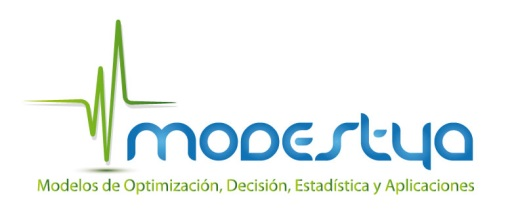 MODESTYA
Modelos de Optimización, Decisión, Estadística y Aplicaciones